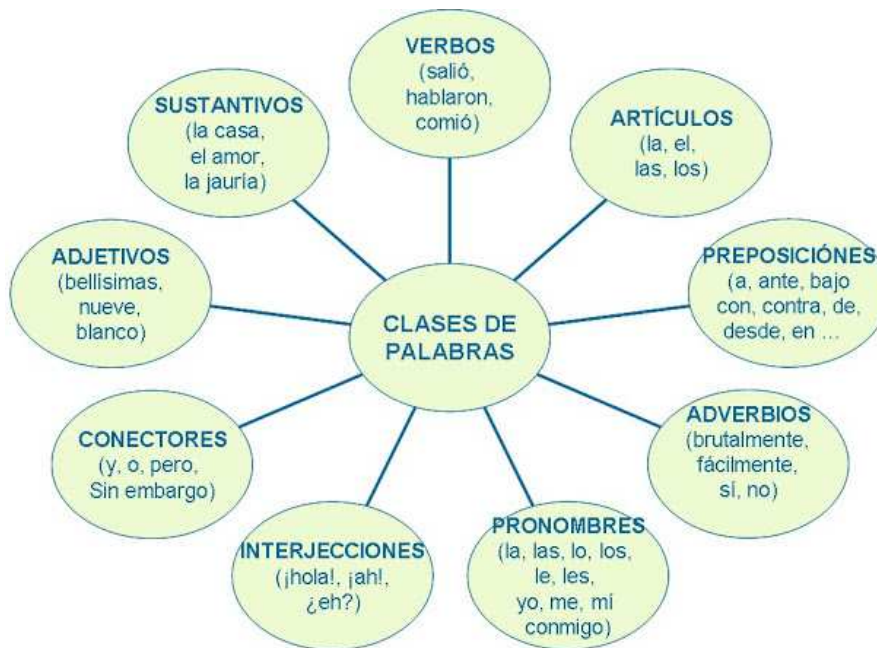 VERBOS
(salió,
hablaron,
comió)
SUSTANTIVOS
(la casa,
el amor,
la jauría)
ARTÍCULOS
(la, el,
las, los)
ADJETIVOS
(bellísimas,
nueve,
blanco)
PREPOSICIÓNES
(a, ante, bajo
con, contra, de,
desde, en ...
CLASES DE
PALABRAS
CONECTORES
(y, o, pero,
Sin embargo)
ADVERBIOS
(brutalmente,
fácilmente,
sí, no)
INTERJECCIONES
(¡hola!, ¡ah!,
¿eh?)
PRONOMBRES
(la, las, lo, los,
le, les,
yo, me, mí
conmigo)